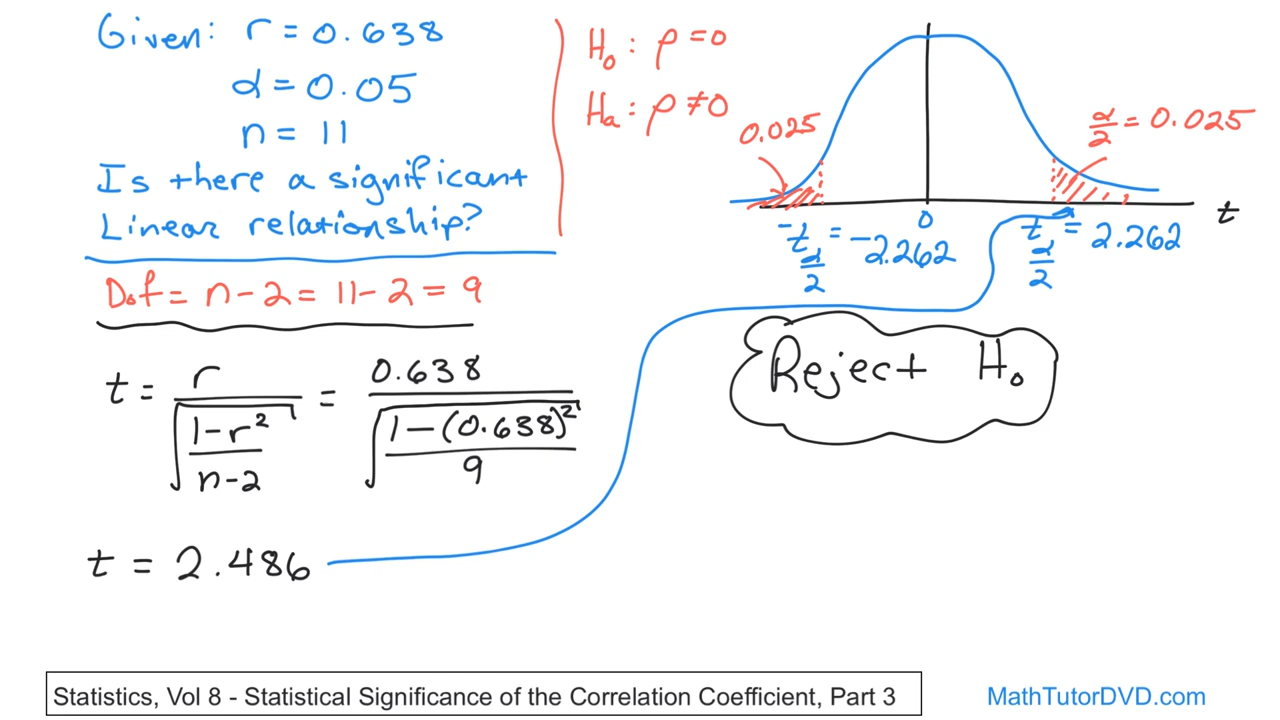 Given: r = 0.638
α = 0.05
n = 11
Is there a significant
Linear relationship?
H₀ : ρ = 0
Hₐ : ρ ≠ 0
0.025
α/2 = 0.025
0
t
-t α/2 = -2.262
t α/2 = 2.262
D.o.f = n - 2 = 11 - 2 = 9
t = r / √((1 - r²) / (n - 2)) = 0.638 / √((1 - (0.638)²) / 9)
Reject H₀
t = 2.486
Statistics, Vol 8 - Statistical Significance of the Correlation Coefficient, Part 3
MathTutorDVD.com